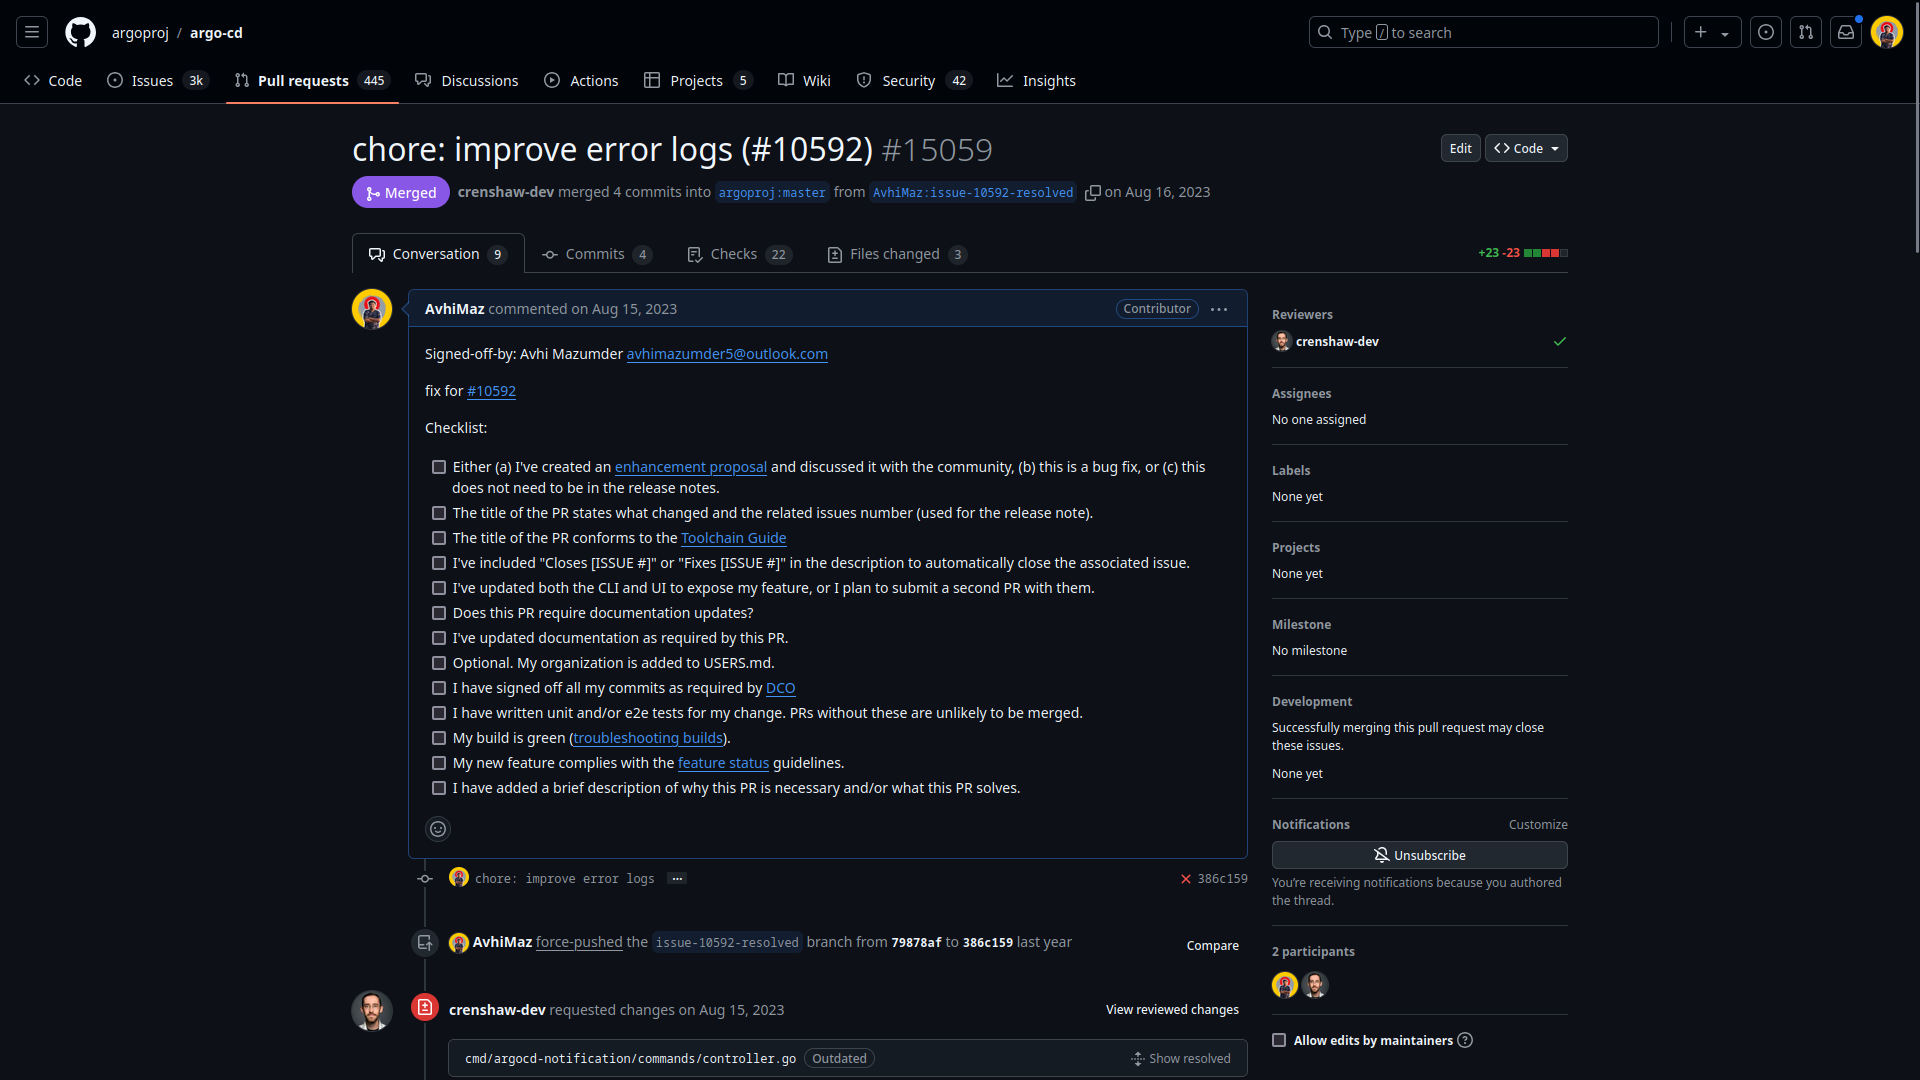 argoproj / argo-cd
Type / to search
Code
Issues 3k
Pull requests 445
Discussions
Actions
Projects 5
Wiki
Security 42
Insights
chore: improve error logs (#10592) #15059
Edit
Code
Merged
crenshaw-dev merged 4 commits into argoproj:master from AvhiMaz:issue-10592-resolved on Aug 16, 2023
Conversation 9
Commits 4
Checks 22
Files changed 3
+23 -23
AvhiMaz commented on Aug 15, 2023
Contributor
Signed-off-by: Avhi Mazumder avhimazumder5@outlook.com
fix for #10592
Checklist:
Either (a) I've created an enhancement proposal and discussed it with the community, (b) this is a bug fix, or (c) this
does not need to be in the release notes.
The title of the PR states what changed and the related issues number (used for the release note).
The title of the PR conforms to the Toolchain Guide
I've included "Closes [ISSUE #]" or "Fixes [ISSUE #]" in the description to automatically close the associated issue.
I've updated both the CLI and UI to expose my feature, or I plan to submit a second PR with them.
Does this PR require documentation updates?
I've updated documentation as required by this PR.
Optional. My organization is added to USERS.md.
I have signed off all my commits as required by DCO
I have written unit and/or e2e tests for my change. PRs without these are unlikely to be merged.
My build is green (troubleshooting builds).
My new feature complies with the feature status guidelines.
I have added a brief description of why this PR is necessary and/or what this PR solves.
chore: improve error logs ...
386c159
AvhiMaz force-pushed the issue-10592-resolved branch from 79878af to 386c159 last year
Compare
crenshaw-dev requested changes on Aug 15, 2023
View reviewed changes
cmd/argocd-notification/commands/controller.go Outdated
Show resolved
Reviewers
crenshaw-dev
Assignees
No one assigned
Labels
None yet
Projects
None yet
Milestone
No milestone
Development
Successfully merging this pull request may close
these issues.
None yet
Notifications
Customize
Unsubscribe
You're receiving notifications because you authored
the thread.
2 participants
Allow edits by maintainers